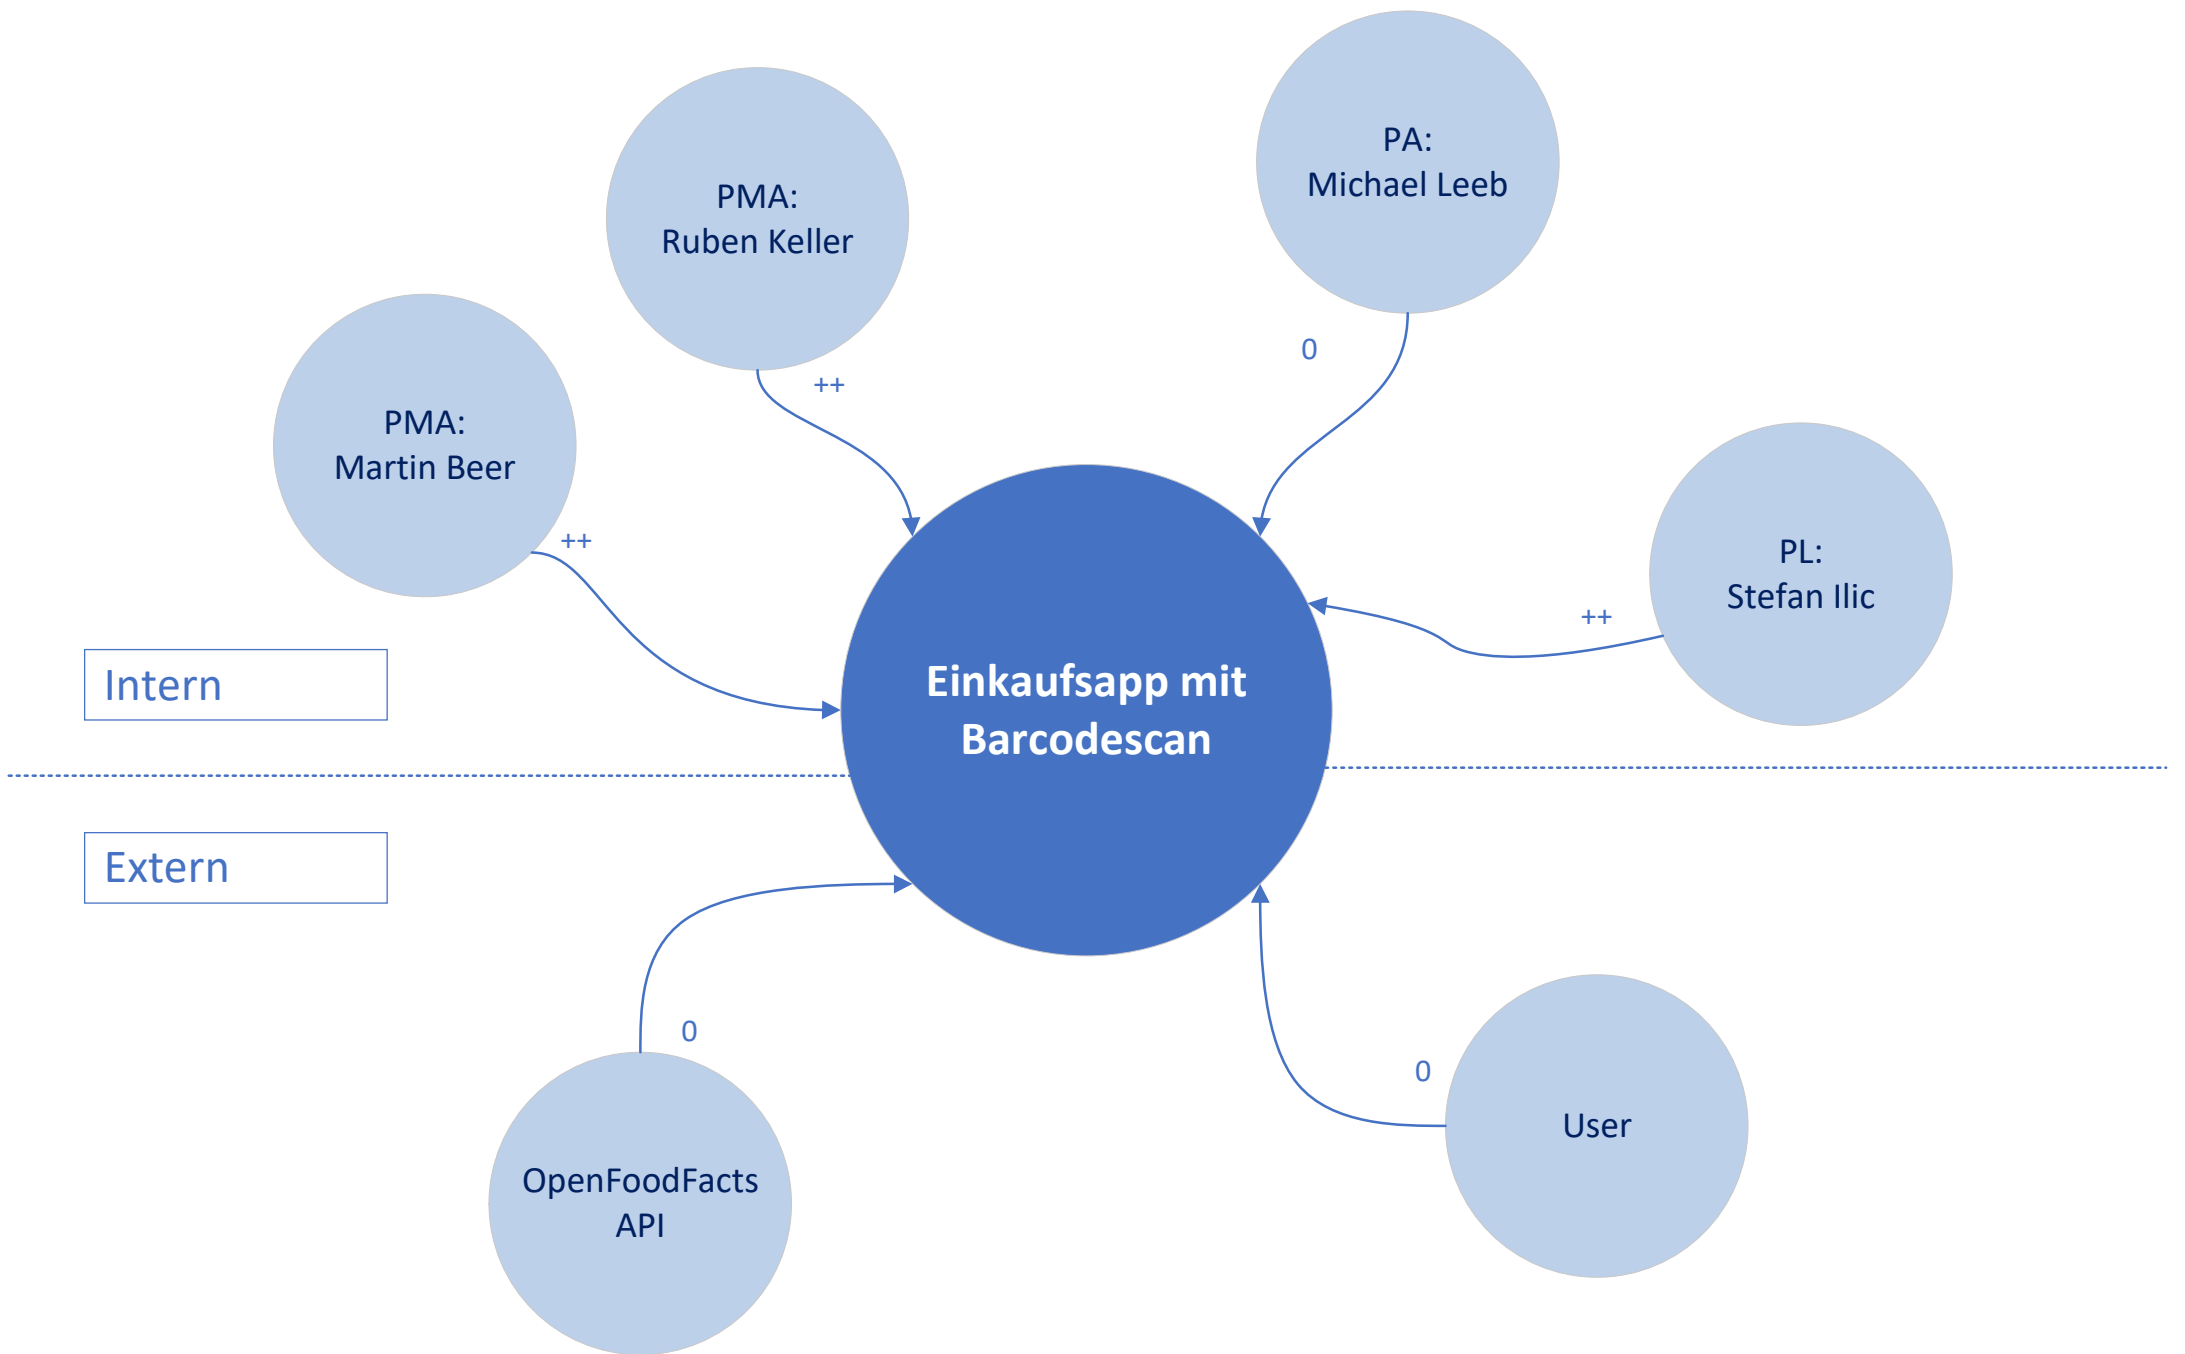 PA:
Michael Leeb
PMA:
Ruben Keller
0
++
PMA:
Martin Beer
++
PL:
Stefan Ilic
++
Intern
Einkaufsapp mit
Barcodescan
Extern
0
0
User
OpenFoodFacts
API